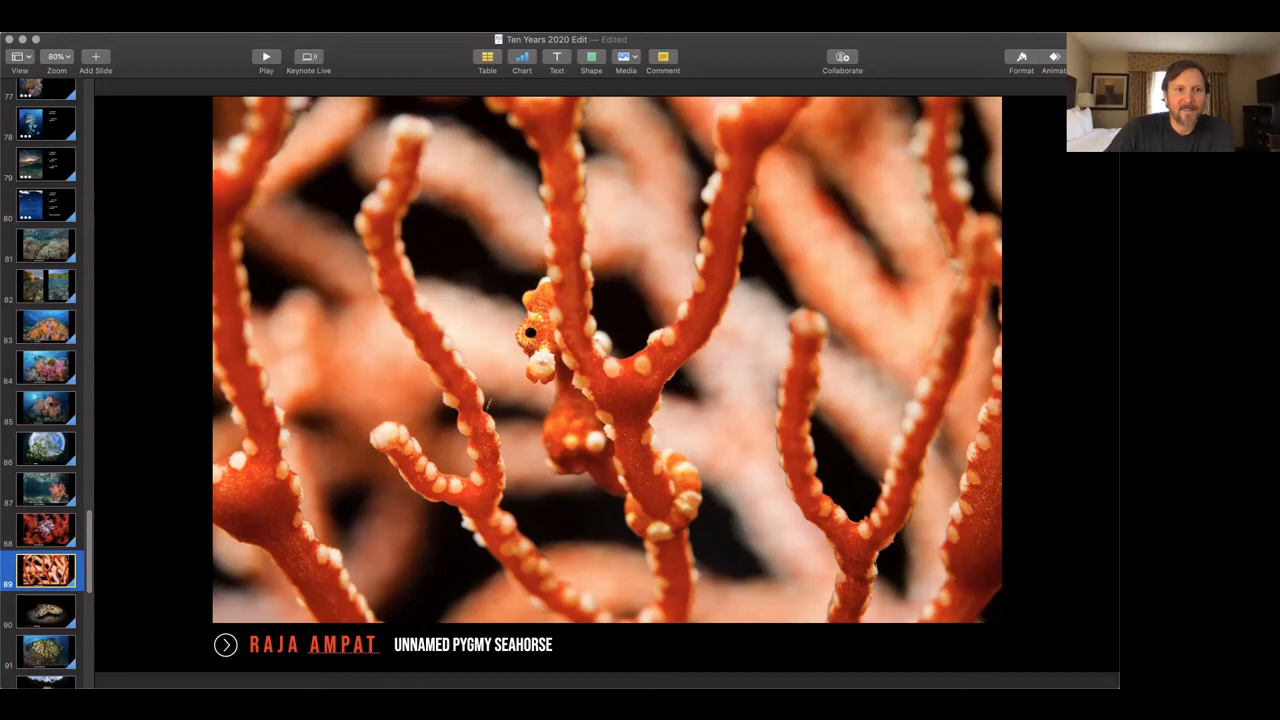 Ten Years 2020 Edit — Edited
80%
View
Zoom
Add Slide
Play
Keynote Live
Table
Chart
Text
Shape
Media
Comment
Collaborate
Format
Animat
77
78
79
80
81
82
83
84
85
86
87
88
89
90
91
RAJA AMPAT UNNAMED PYGMY SEAHORSE